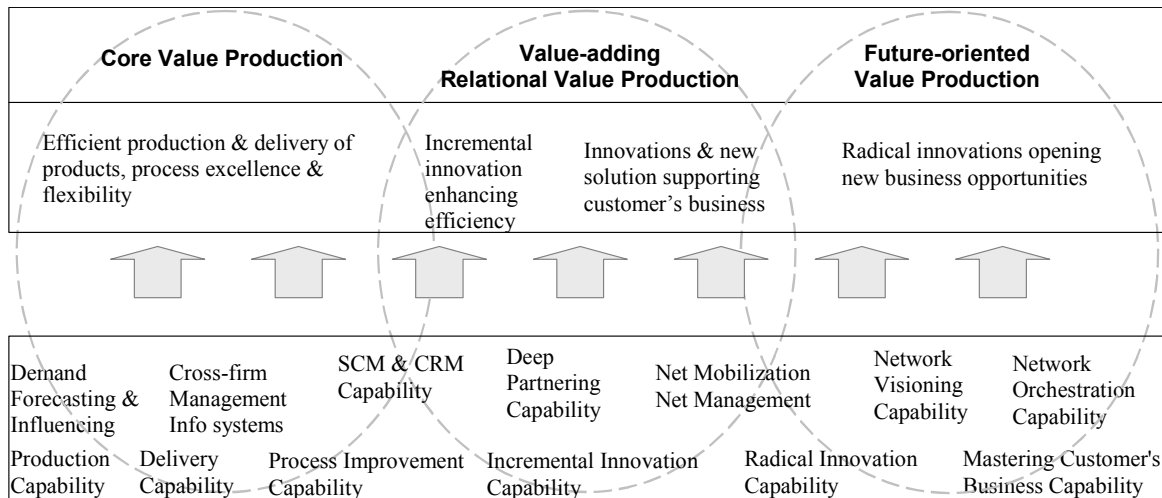 Core Value Production
Value-adding
Relational Value Production
Future-oriented
Value Production
Efficient production & delivery of
products, process excellence &
flexibility
Incremental
innovation
enhancing
efficiency
Innovations & new
solution supporting
customer's business
Radical innovations opening
new business opportunities
Demand
Forecasting &
Influencing
Cross-firm
Management
Info systems
SCM & CRM
Capability
Deep
Partnering
Capability
Net Mobilization
Net Management
Network
Visioning
Capability
Network
Orchestration
Capability
Production
Capability
Delivery
Capability
Process Improvement
Capability
Incremental Innovation
Capability
Radical Innovation
Capability
Mastering Customer's
Business Capability